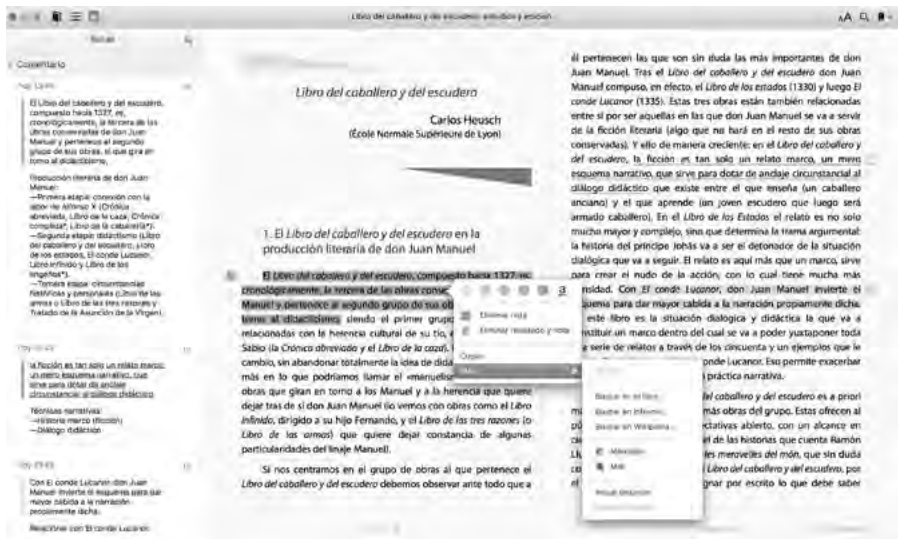 Libro del caballero y del escudero: estudios y edición
AA
Buscar
Comentario
El Libro del caballero y del escudero,
compuesto hacia 1327, es,
cronológicamente, la tercera de las
obras conservadas de don Juan
Manuel y pertenece al segundo
grupo de sus obras, el que gira en
torno al didactismo,
Producción literaria de don Juan
Manuel:
—Primera etapa: conexión con la
labor de Alfonso X (Crónica
abreviada, Libro de la caza, Crónica
complida*, Libro de la caballería*).
—Segunda etapa: didactismo (Libro
del caballero y del escudero, Libro
de los estados, El conde Lucanor,
Libro infinido y Libro de los
engeños*).
—Tercera etapa: circunstancias
históricas y personales (Libro de las
armas o Libro de las tres razones y
Tratado de la Asunción de la Virgen).
la ficción es tan solo un relato marco,
un mero esquema narrativo, que
sirve para dotar de anclaje
circunstancial al diálogo didáctico
Técnicas narrativas:
—Historia marco (ficción)
—Diálogo didáctico
Con El conde Lucanor, don Juan
Manuel invierte el esquema para dar
mayor cabida a la narración
propiamente dicha.
Relacionar con El conde Lucanor.
Libro del caballero y del escudero
Carlos Heusch
(École Normale Supérieure de Lyon)
1. El Libro del caballero y del escudero en la
producción literaria de don Juan Manuel
El Libro del caballero y del escudero, compuesto hacia 1327, es,
cronológicamente, la tercera de las obras conse
Manuel y pertenece al segundo grupo de sus ob
torno al didactismo, siendo el primer grupo
relacionadas con la herencia cultural de su tío,
Sabio (la Crónica abreviada y el Libro de la caza).
cambio, sin abandonar totalmente la idea de dida
más en lo que podríamos llamar el «manuelis
obras que giran en torno a los Manuel y a la herencia que quiere
dejar tras de sí don Juan Manuel (lo vemos con obras como el Libro
infinido, dirigido a su hijo Fernando, y el Libro de las tres razones (o
Libro de las armas) que quiere dejar constancia de algunas
particularidades del linaje Manuel).
Si nos centramos en el grupo de obras al que pertenece el
Libro del caballero y del escudero debemos observar ante todo que a
a
Eliminar nota
Eliminar resaltado y nota
Copiar
él pertenecen las que son sin duda las más importantes de don
Juan Manuel. Tras el Libro del caballero y del escudero don Juan
Manuel compuso, en efecto, el Libro de los estados (1330) y luego El
conde Lucanor (1335). Estas tres obras están también relacionadas
entre sí por ser aquellas en las que don Juan Manuel se va a servir
de la ficción literaria (algo que no hará en el resto de sus obras
conservadas). Y ello de manera creciente: en el Libro del caballero y
del escudero, la ficción es tan solo un relato marco, un mero
esquema narrativo, que sirve para dotar de anclaje circunstancial al
diálogo didáctico que existe entre el que enseña (un caballero
anciano) y el que aprende (un joven escudero que luego será
armado caballero). En el Libro de los Estados el relato es no solo
mucho mayor y complejo, sino que determina la trama argumental:
la historia del príncipe Johás va a ser el detonador de la situación
dialógica que va a seguir. El relato es aquí más que un marco, sirve
para crear el nudo de la acción, con lo cual tiene mucha más
nsidad. Con El conde Lucanor, don Juan Manuel invierte el
quema para dar mayor cabida a la narración propiamente dicha.
este libro es la situación dialógica y didáctica la que va a
nstituir un marco dentro del cual se va a poder yuxtaponer toda
a serie de relatos a través de los cincuenta y un ejemplos que le
onde Lucanor. Eso permite exacerbar
práctica narrativa.
el caballero y del escudero es a priori
más obras del grupo. Estas ofrecen al
ctativas abierto, con un alcance en
el de las historias que cuenta Ramón
les meravelles del món, que sin duda
Libro del caballero y del escudero, por
gnar por escrito lo que debe saber
Buscar en el libro
Buscar en Internet
Buscar en Wikipedia
Mensajes
Mail
Iniciar locución